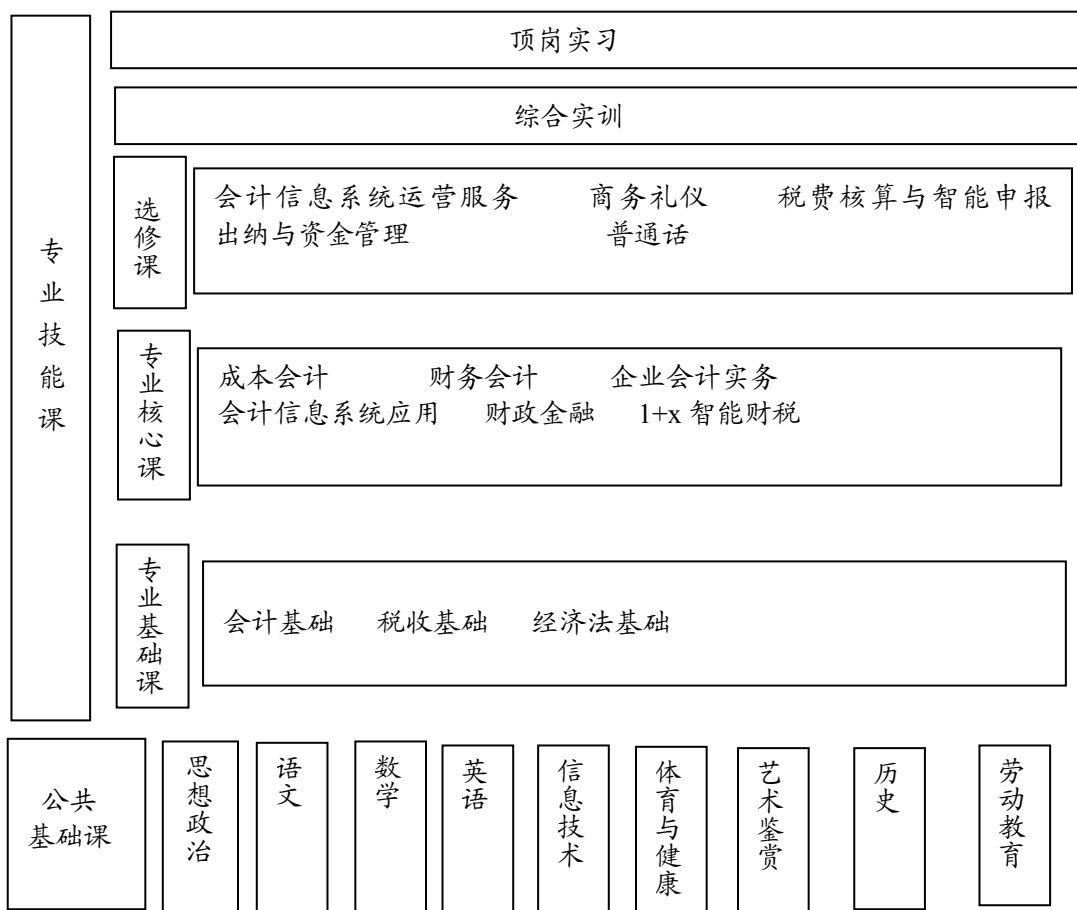 顶岗实习
综合实训
专业技能课
选修课
会计信息系统运营服务 商务礼仪 税费核算与智能申报
出纳与资金管理 普通话
专业核心课
成本会计 财务会计 企业会计实务
会计信息系统应用 财政金融 1+x 智能财税
专业基础课
会计基础 税收基础 经济法基础
公共
基础课
思想政治
语文
数学
英语
信息技术
体育与健康
艺术鉴赏
历史
劳动教育